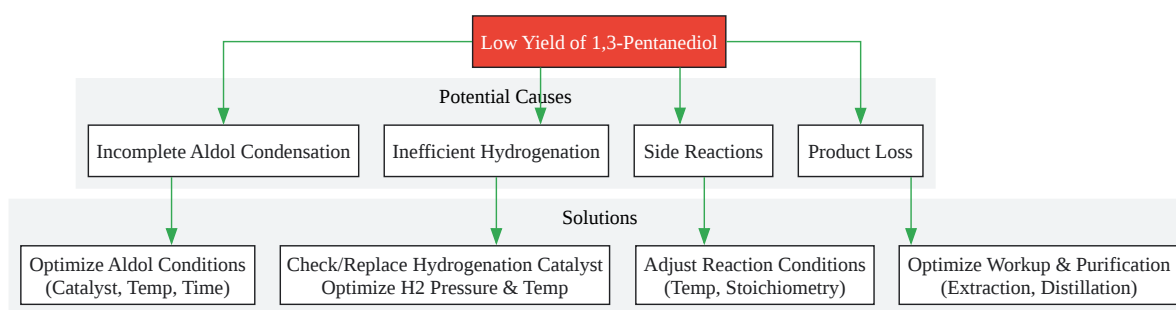 Low Yield of 1,3-Pentanediol
Potential Causes
Incomplete Aldol Condensation
Inefficient Hydrogenation
Side Reactions
Product Loss
Solutions
Optimize Aldol Conditions
(Catalyst, Temp, Time)
Check/Replace Hydrogenation Catalyst
Optimize H2 Pressure & Temp
Adjust Reaction Conditions
(Temp, Stoichiometry)
Optimize Workup & Purification
(Extraction, Distillation)